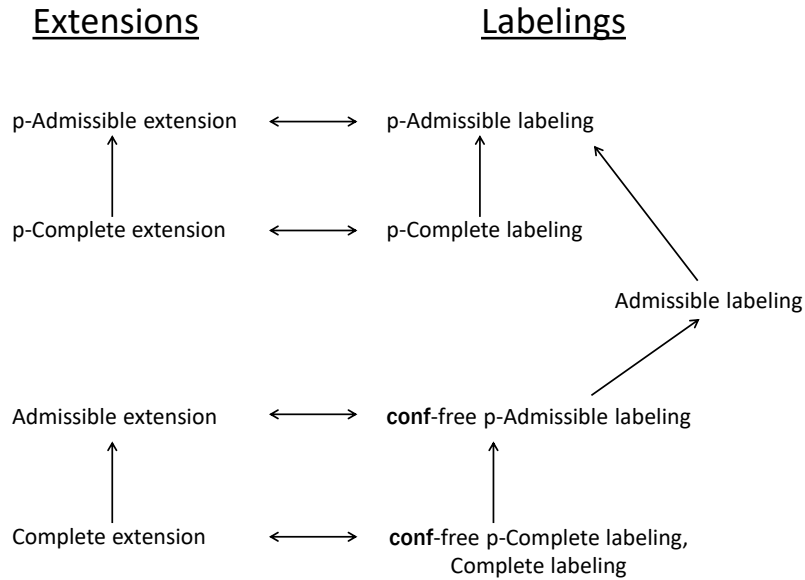 Extensions
Labelings
p-Admissible extension
p-Admissible labeling
p-Complete extension
p-Complete labeling
Admissible labeling
Admissible extension
conf-free p-Admissible labeling
Complete extension
conf-free p-Complete labeling,
Complete labeling